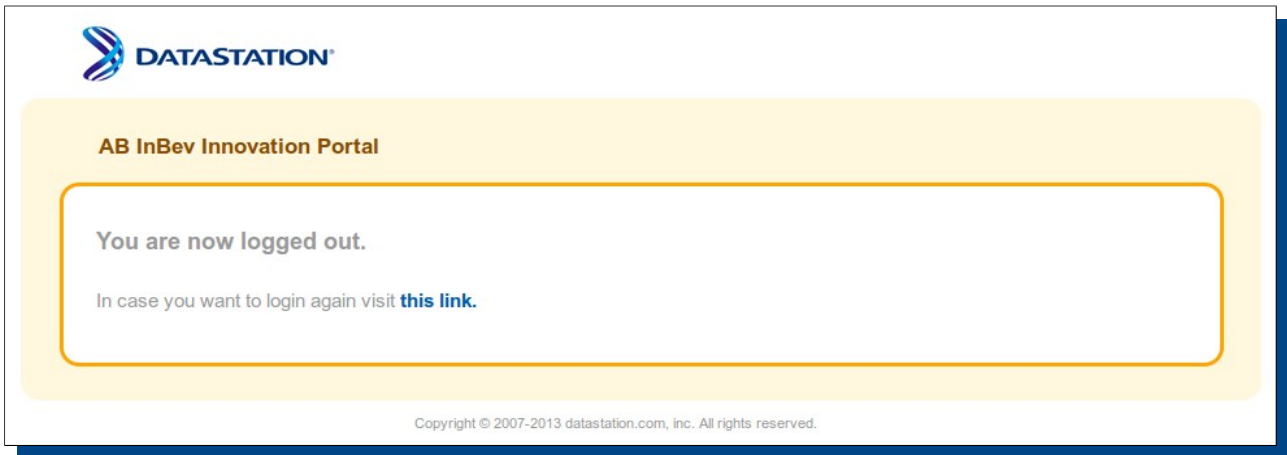 DATASTATION®
AB InBev Innovation Portal
You are now logged out.
In case you want to login again visit this link.
Copyright © 2007-2013 datastation.com, inc. All rights reserved.